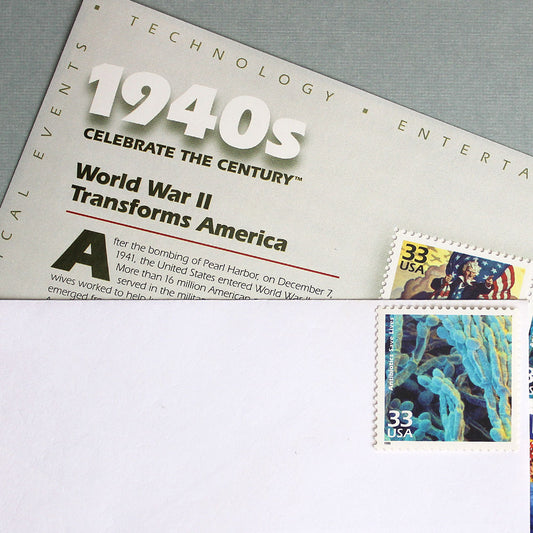 TECHNOLOGY ▪ ENTERTA
ICAL EVENTS
1940s
CELEBRATE THE CENTURY™
World War II
Transforms America
After the bombing of Pearl Harbor, on December 7,
1941, the United States entered World War
More than 16 million American
served in the milita
wives worked to help
emerged
33
USA
Antibiotics Save Lives
33
USA